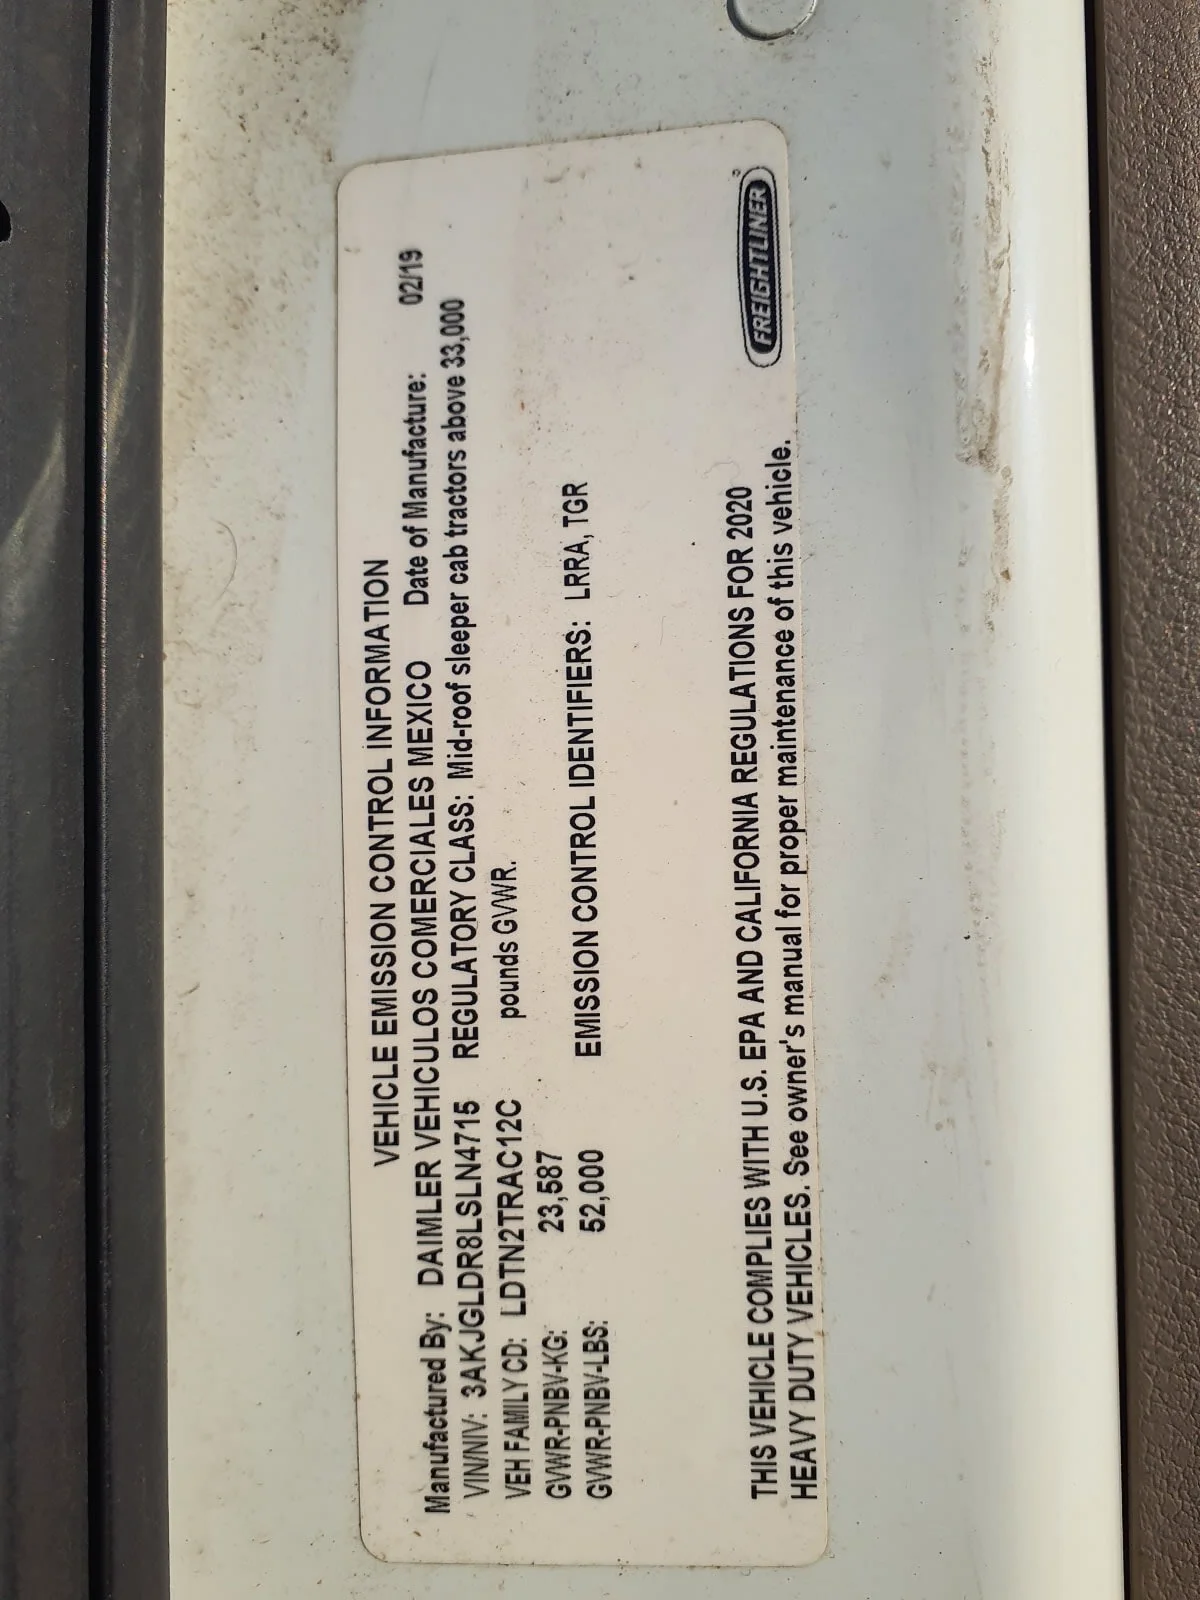 VEHICLE EMISSION CONTROL INFORMATION
Manufactured By: DAIMLER VEHICULOS COMERCIALES MEXICO Date of Manufacture: 02/19
VIN/NIV: 3AKJGLDR8LSLN4715 REGULATORY CLASS: Mid-roof sleeper cab tractors above 33,000
VEH FAMILY CD: LDTN2TRAC12C pounds GVWR.
GVWR-PNBV-KG: 23,587
GVWR-PNBV-LBS: 52,000 EMISSION CONTROL IDENTIFIERS: LRRA, TGR
THIS VEHICLE COMPLIES WITH U.S. EPA AND CALIFORNIA REGULATIONS FOR 2020
HEAVY DUTY VEHICLES. See owner's manual for proper maintenance of this vehicle.
FREIGHTLINER